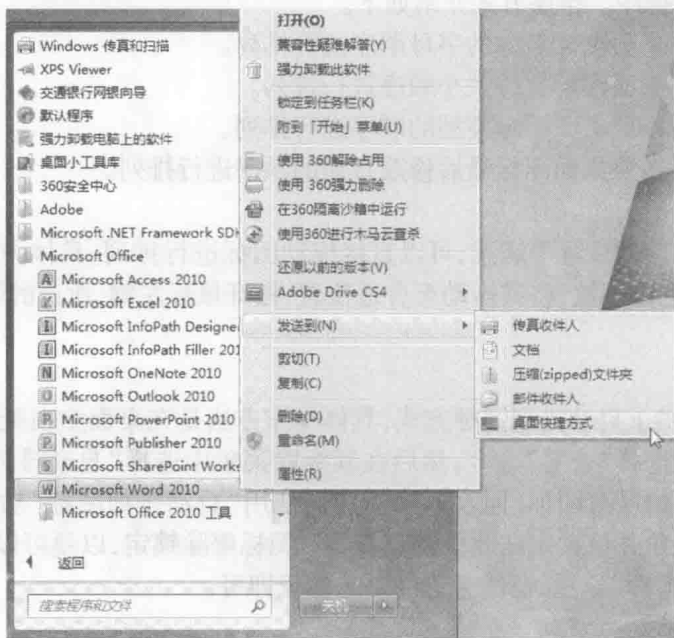 Windows 传真和扫描
XPS Viewer
交通银行网银向导
默认程序
强力卸载电脑上的软件
桌面小工具库
360安全中心
Adobe
Microsoft .NET Framework SDK
Microsoft Office
Microsoft Access 2010
Microsoft Excel 2010
Microsoft InfoPath Designe
Microsoft InfoPath Filler 201
Microsoft OneNote 2010
Microsoft Outlook 2010
Microsoft PowerPoint 2010
Microsoft Publisher 2010
Microsoft SharePoint Works
Microsoft Word 2010
Microsoft Office 2010 工具
返回
搜索程序和文件
关机
打开(O)
兼容性疑难解答(Y)
强力卸载此软件
锁定到任务栏(K)
附到「开始」菜单(U)
使用 360解除占用
使用 360强力删除
在360隔离沙箱中运行
使用360进行木马云查杀
还原以前的版本(V)
Adobe Drive CS4
发送到(N)
剪切(T)
复制(C)
删除(D)
重命名(M)
属性(R)
传真收件人
文档
压缩(zipped)文件夹
邮件收件人
桌面快捷方式